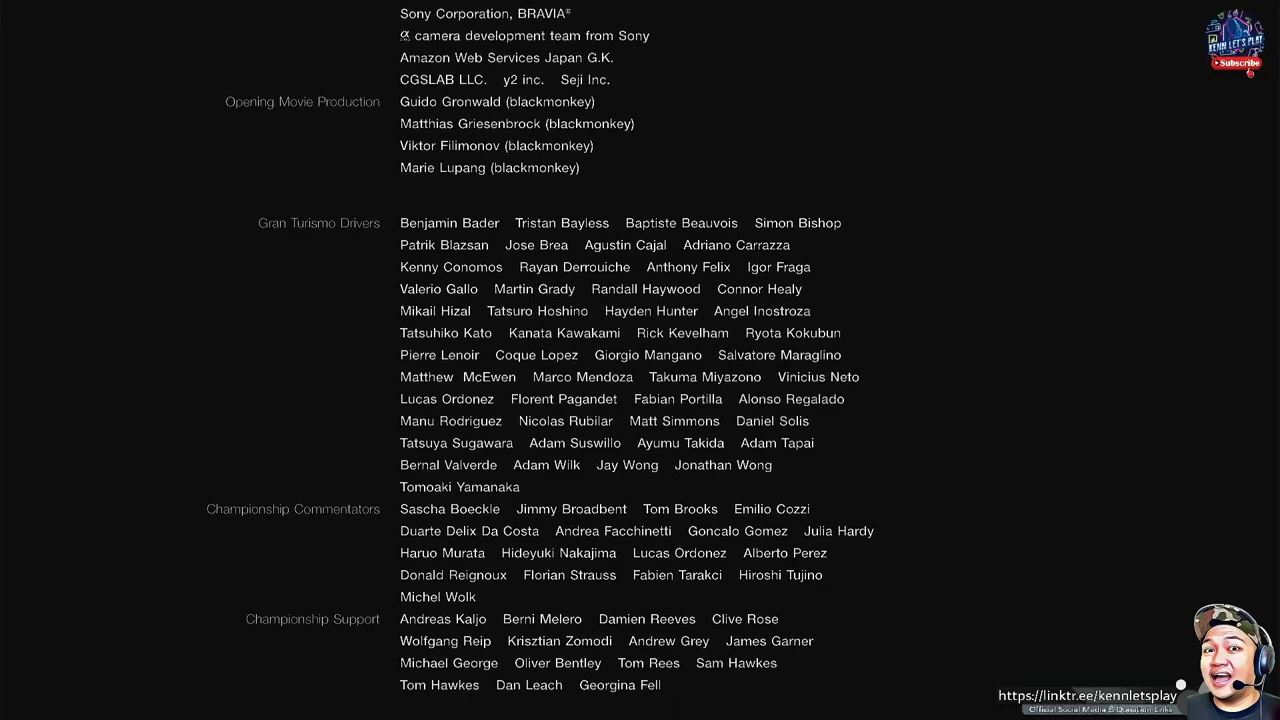 Sony Corporation, BRAVIA®
α camera development team from Sony
Amazon Web Services Japan G.K.
CGSLAB LLC. y2 inc. Seji Inc.
Opening Movie Production Guido Gronwald (blackmonkey)
Matthias Griesenbrock (blackmonkey)
Viktor Filimonov (blackmonkey)
Marie Lupang (blackmonkey)
Gran Turismo Drivers Benjamin Bader Tristan Bayless Baptiste Beauvois Simon Bishop
Patrik Blazsan Jose Brea Agustin Cajal Adriano Carrazza
Kenny Conomos Rayan Derrouiche Anthony Felix Igor Fraga
Valerio Gallo Martin Grady Randall Haywood Connor Healy
Mikail Hizal Tatsuro Hoshino Hayden Hunter Angel Inostroza
Tatsuhiko Kato Kanata Kawakami Rick Kevelham Ryota Kokubun
Pierre Lenoir Coque Lopez Giorgio Mangano Salvatore Maraglino
Matthew McEwen Marco Mendoza Takuma Miyazono Vinicius Neto
Lucas Ordonez Florent Pagandet Fabian Portilla Alonso Regalado
Manu Rodriguez Nicolas Rubilar Matt Simmons Daniel Solis
Tatsuya Sugawara Adam Suswillo Ayumu Takida Adam Tapai
Bernal Valverde Adam Wilk Jay Wong Jonathan Wong
Tomoaki Yamanaka
Championship Commentators Sascha Boeckle Jimmy Broadbent Tom Brooks Emilio Cozzi
Duarte Delix Da Costa Andrea Facchinetti Goncalo Gomez Julia Hardy
Haruo Murata Hideyuki Nakajima Lucas Ordonez Alberto Perez
Donald Reignoux Florian Strauss Fabien Tarakci Hiroshi Tujino
Michel Wolk
Championship Support Andreas Kaljo Berni Melero Damien Reeves Clive Rose
Wolfgang Reip Krisztian Zomodi Andrew Grey James Garner
Michael George Oliver Bentley Tom Rees Sam Hawkes
Tom Hawkes Dan Leach Georgina Fell
KENN LET'S PLAY
Subscribe
https://linktr.ee/kennletsplay
Official Social Media & Donation Links